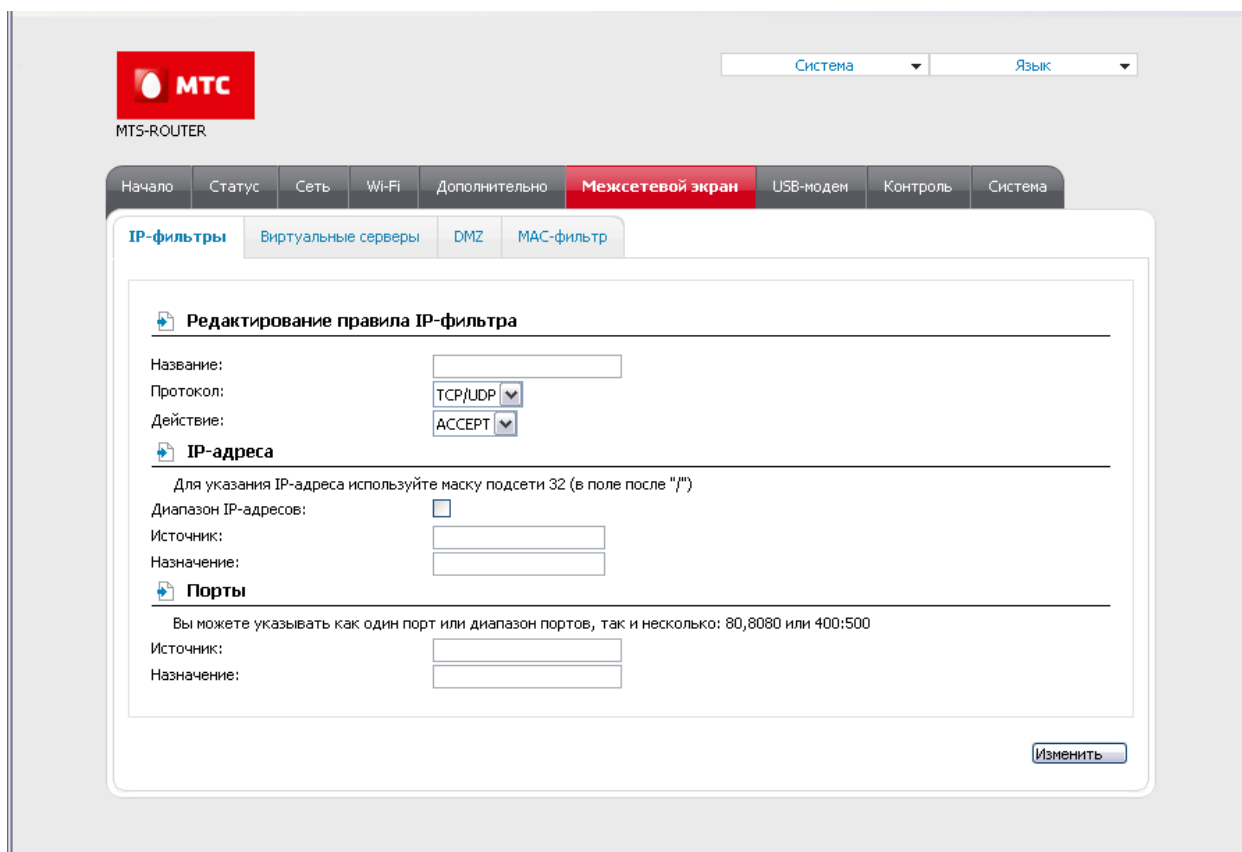 Система
Язык
МТС
MTS-ROUTER
Начало Статус Сеть Wi-Fi Дополнительно Межсетевой экран USB-модем Контроль Система
IP-фильтры Виртуальные серверы DMZ MAC-фильтр
Редактирование правила IP-фильтра
Название:
Протокол: TCP/UDP
Действие: ACCEPT
IP-адреса
Для указания IP-адреса используйте маску подсети 32 (в поле после "/")
Диапазон IP-адресов:
Источник:
Назначение:
Порты
Вы можете указывать как один порт или диапазон портов, так и несколько: 80,8080 или 400:500
Источник:
Назначение:
Изменить